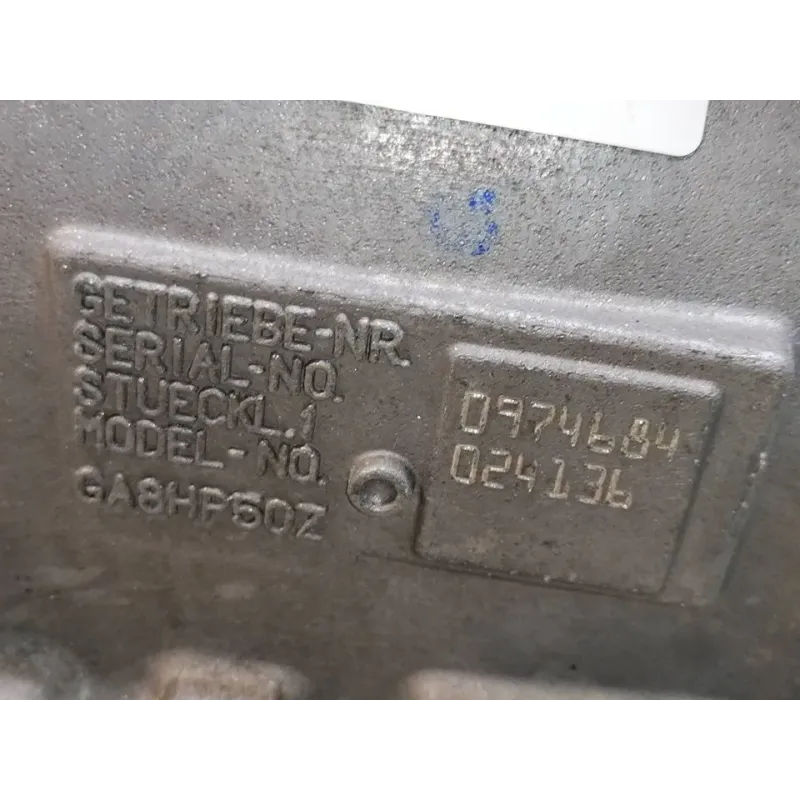 GETRIEBE-NR.
SERIAL-NO.
STUECKL.1
MODEL-NO.
GA8HP50Z
0974684
024136